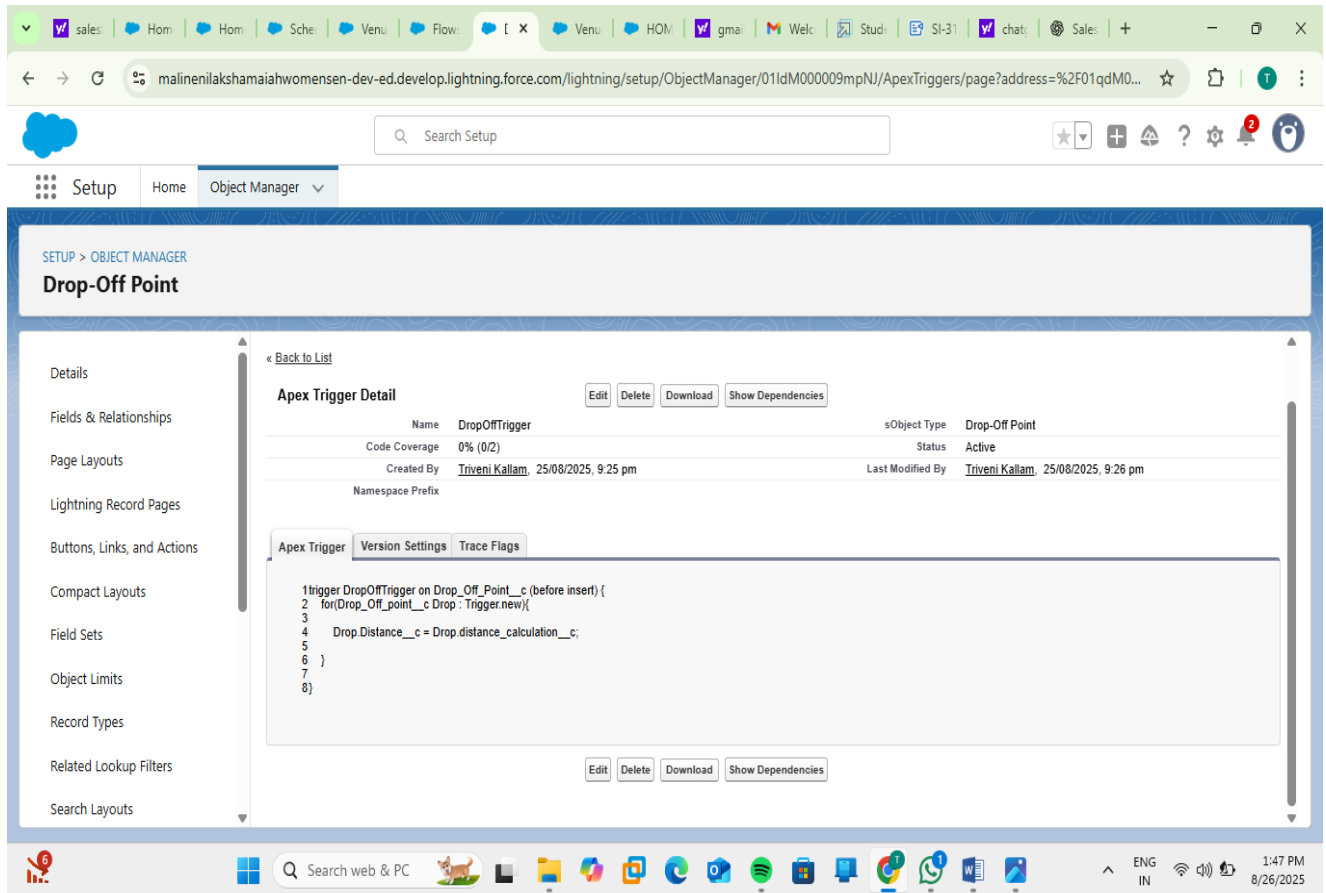 sales
Hom
Hom
Sche
Venu
Flow
Venu
HOM
gmai
Welc
Stude
SI-31
chatg
Sales
malinenilakshamaiahwomensen-dev-ed.develop.lightning.force.com/lightning/setup/ObjectManager/01IdM000009mpNJ/ApexTriggers/page?address=%2F01qdM0...
T
Search Setup
2
Setup
Home
Object Manager
SETUP > OBJECT MANAGER
Drop-Off Point
Details
Fields & Relationships
Page Layouts
Lightning Record Pages
Buttons, Links, and Actions
Compact Layouts
Field Sets
Object Limits
Record Types
Related Lookup Filters
Search Layouts
« Back to List
Apex Trigger Detail
Edit Delete Download Show Dependencies
Name DropOffTrigger sObject Type Drop-Off Point
Code Coverage 0% (0/2) Status Active
Created By Triveni Kallam, 25/08/2025, 9:25 pm Last Modified By Triveni Kallam, 25/08/2025, 9:26 pm
Namespace Prefix
Apex Trigger Version Settings Trace Flags
1trigger DropOffTrigger on Drop_Off_Point__c (before insert) {
2 for(Drop_Off_point__c Drop : Trigger.new){
3
4 Drop.Distance__c = Drop.distance_calculation__c;
5
6 }
7
8}
Edit Delete Download Show Dependencies
6
Search web & PC
T
9
ENG
IN
1:47 PM
8/26/2025